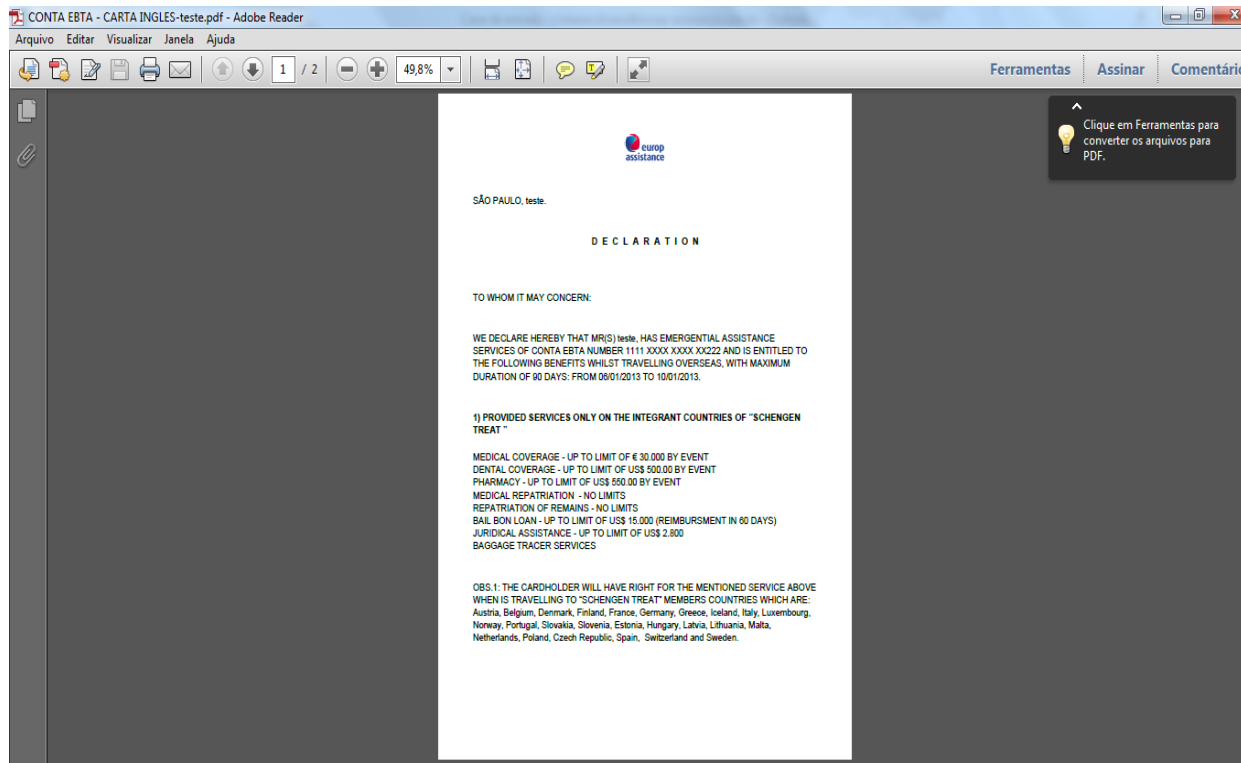 CONTA EBTA - CARTA INGLES-teste.pdf - Adobe Reader
Arquivo Editar Visualizar Janela Ajuda
1 / 2 49,8% Ferramentas Assinar Comentário
Clique em Ferramentas para
converter os arquivos para
PDF.
europ
assistance
SÃO PAULO, teste.
D E C L A R A T I O N
TO WHOM IT MAY CONCERN:
WE DECLARE HEREBY THAT MR(S) teste, HAS EMERGENTIAL ASSISTANCE
SERVICES OF CONTA EBTA NUMBER 1111 XXXX XXXX XX222 AND IS ENTITLED TO
THE FOLLOWING BENEFITS WHILST TRAVELLING OVERSEAS, WITH MAXIMUM
DURATION OF 90 DAYS: FROM 06/01/2013 TO 10/01/2013.
1) PROVIDED SERVICES ONLY ON THE INTEGRANT COUNTRIES OF "SCHENGEN
TREAT "
MEDICAL COVERAGE - UP TO LIMIT OF € 30.000 BY EVENT
DENTAL COVERAGE - UP TO LIMIT OF US$ 500.00 BY EVENT
PHARMACY - UP TO LIMIT OF US$ 550.00 BY EVENT
MEDICAL REPATRIATION - NO LIMITS
REPATRIATION OF REMAINS - NO LIMITS
BAIL BON LOAN - UP TO LIMIT OF US$ 15.000 (REIMBURSMENT IN 60 DAYS)
JURIDICAL ASSISTANCE - UP TO LIMIT OF US$ 2.800
BAGGAGE TRACER SERVICES
OBS.1: THE CARDHOLDER WILL HAVE RIGHT FOR THE MENTIONED SERVICE ABOVE
WHEN IS TRAVELLING TO "SCHENGEN TREAT" MEMBERS COUNTRIES WHICH ARE:
Austria, Belgium, Denmark, Finland, France, Germany, Greece, Iceland, Italy, Luxembourg,
Norway, Portugal, Slovakia, Slovenia, Estonia, Hungary, Latvia, Lithuania, Malta,
Netherlands, Poland, Czech Republic, Spain, Switzerland and Sweden.